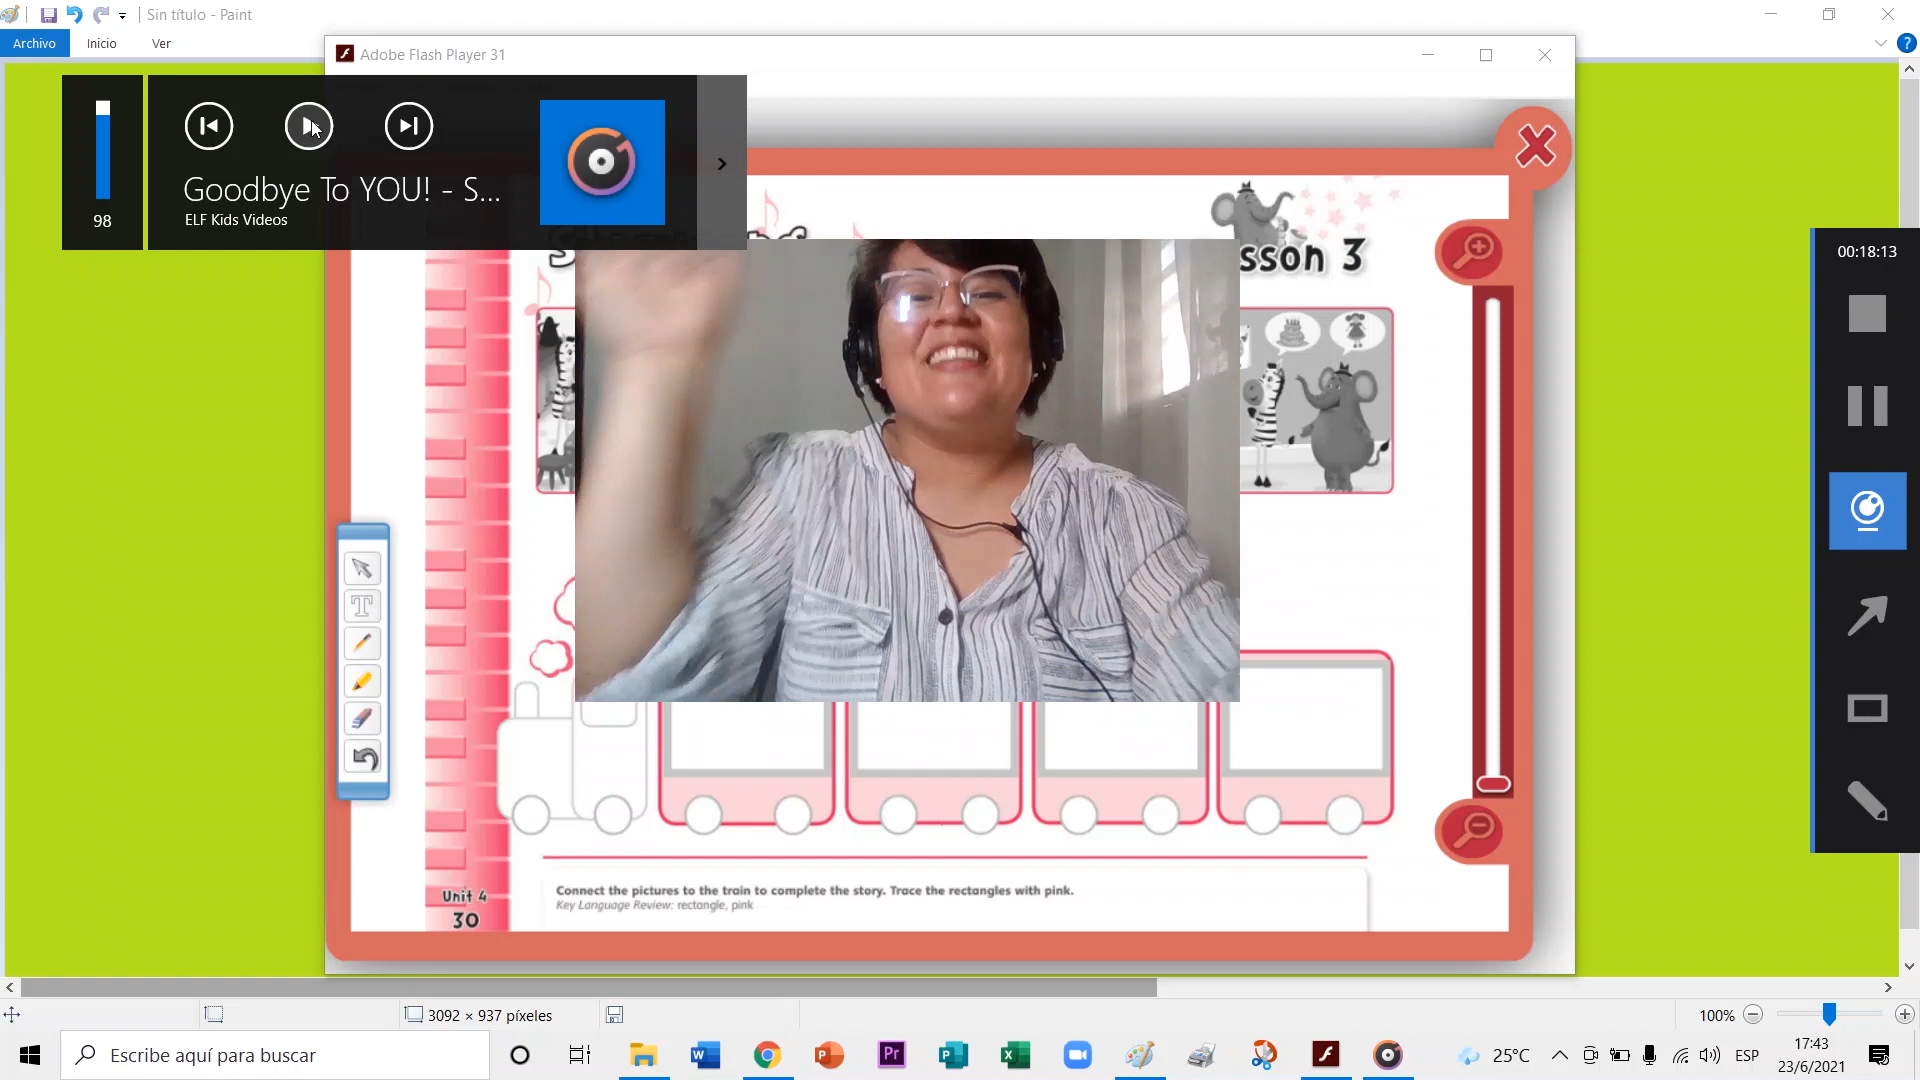 Sin título - Paint
Archivo
Inicio
Ver
Adobe Flash Player 31
98
Goodbye To YOU! - S...
ELF Kids Videos
sson 3
00:18:13
Unit 4
30
Connect the pictures to the train to complete the story. Trace the rectangles with pink.
Key Language Review: rectangle, pink
3092 × 937 píxeles
100%
Escribe aquí para buscar
25°C
ESP
17:43
23/6/2021